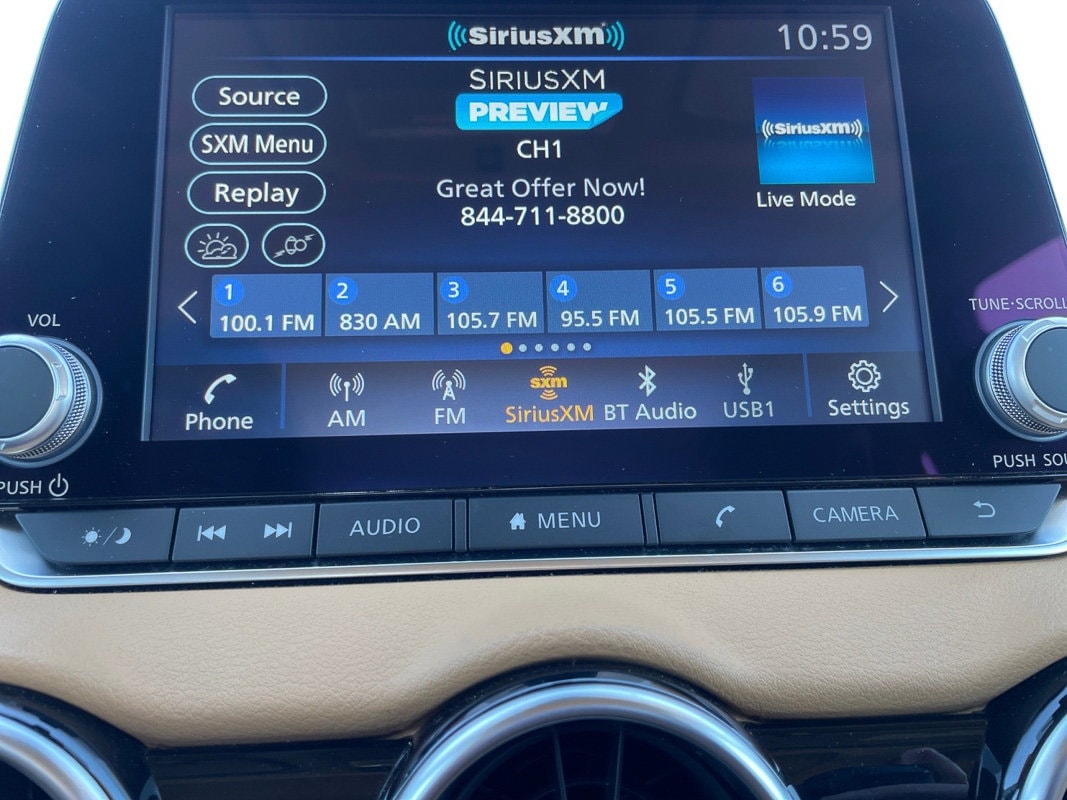 SiriusXM
10:59
Source
SXM Menu
Replay
SIRIUSXM
PREVIEW
CH1
Great Offer Now!
844-711-8800
SiriusXM
SiriusXM
Live Mode
1
100.1 FM
2
830 AM
3
105.7 FM
4
95.5 FM
5
105.5 FM
6
105.9 FM
Phone
AM
FM
sxm
SiriusXM
BT Audio
USB1
Settings
VOL
PUSH
TUNE·SCROLL
PUSH
AUDIO
MENU
CAMERA